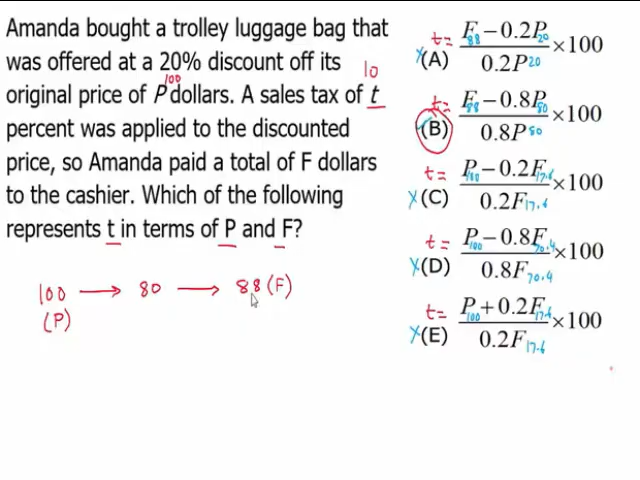 Amanda bought a trolley luggage bag that
was offered at a 20% discount off its
10
100
original price of P dollars. A sales tax of t
percent was applied to the discounted
price, so Amanda paid a total of F dollars
to the cashier. Which of the following
represents t in terms of P and F?
100 → 80 → 88 (F)
(P)
t= F 88 − 0.2P 20
x (A) ×100
0.2P 20
t= F 88 − 0.8P 80
(B) ×100
0.8P 80
t= P 100 − 0.2F 17.6
x (C) ×100
0.2F 17.6
t= P 100 − 0.8F 70.4
x (D) ×100
0.8F 70.4
t= P 100 + 0.2F 17.6
x (E) ×100
0.2F 17.6